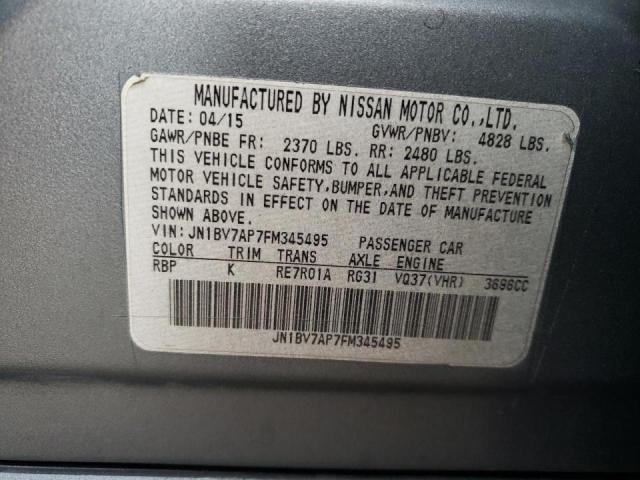 MANUFACTURED BY NISSAN MOTOR CO.,LTD.
DATE: 04/15 GVWR/PNBV: 4828 LBS.
GAWR/PNBE FR: 2370 LBS. RR: 2480 LBS.
THIS VEHICLE CONFORMS TO ALL APPLICABLE FEDERAL
MOTOR VEHICLE SAFETY,BUMPER,AND THEFT PREVENTION
STANDARDS IN EFFECT ON THE DATE OF MANUFACTURE
SHOWN ABOVE.
VIN: JN1BV7AP7FM345495 PASSENGER CAR
COLOR TRIM TRANS AXLE ENGINE
RBP K RE7R01A RG31 VQ37(VHR) 3696CC
JN1BV7AP7FM345495